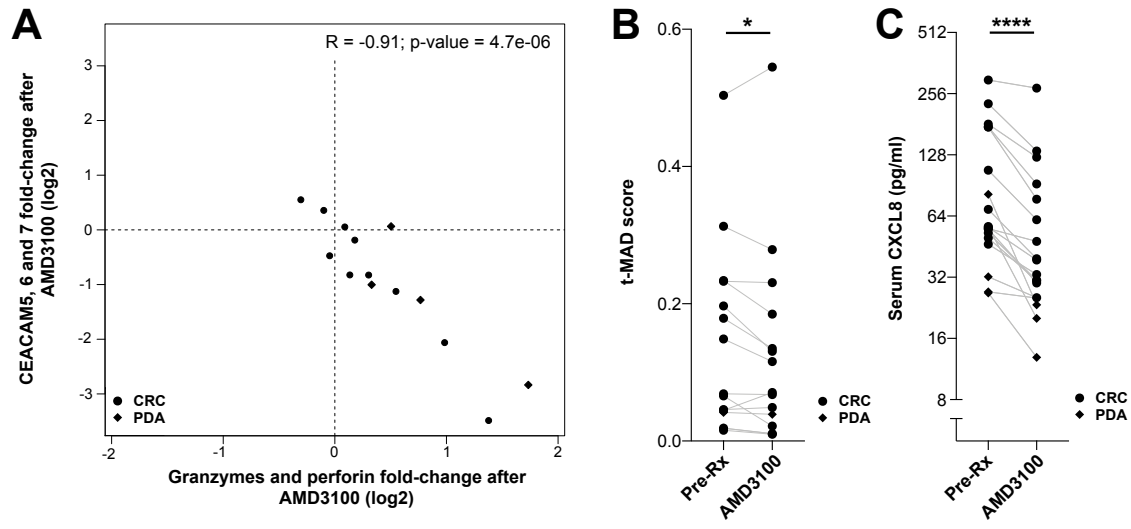 A
R = -0.91; p-value = 4.7e-06
CEACAM5, 6 and 7 fold-change after
AMD3100 (log2)
3
2
1
0
-1
-2
-3
CRC
PDA
-2
-1
0
1
2
Granzymes and perforin fold-change after
AMD3100 (log2)
B
*
t-MAD score
0.6
0.4
0.2
0.0
CRC
PDA
Pre-Rx
AMD3100
C
****
Serum CXCL8 (pg/ml)
512
256
128
64
32
16
8
CRC
PDA
Pre-Rx
AMD3100